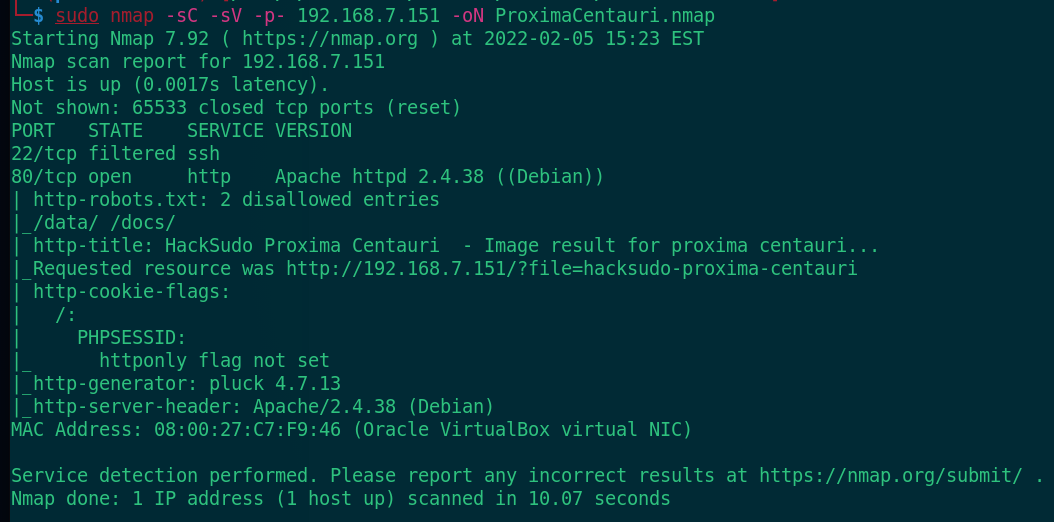 └─$ sudo nmap -sC -sV -p- 192.168.7.151 -oN ProximaCentauri.nmap
Starting Nmap 7.92 ( https://nmap.org ) at 2022-02-05 15:23 EST
Nmap scan report for 192.168.7.151
Host is up (0.0017s latency).
Not shown: 65533 closed tcp ports (reset)
PORT   STATE    SERVICE VERSION
22/tcp filtered ssh
80/tcp open     http    Apache httpd 2.4.38 ((Debian))
| http-robots.txt: 2 disallowed entries
|_/data/ /docs/
| http-title: HackSudo Proxima Centauri  - Image result for proxima centauri...
|_Requested resource was http://192.168.7.151/?file=hacksudo-proxima-centauri
| http-cookie-flags:
|   /:
|     PHPSESSID:
|_      httponly flag not set
|_http-generator: pluck 4.7.13
|_http-server-header: Apache/2.4.38 (Debian)
MAC Address: 08:00:27:C7:F9:46 (Oracle VirtualBox virtual NIC)

Service detection performed. Please report any incorrect results at https://nmap.org/submit/ .
Nmap done: 1 IP address (1 host up) scanned in 10.07 seconds